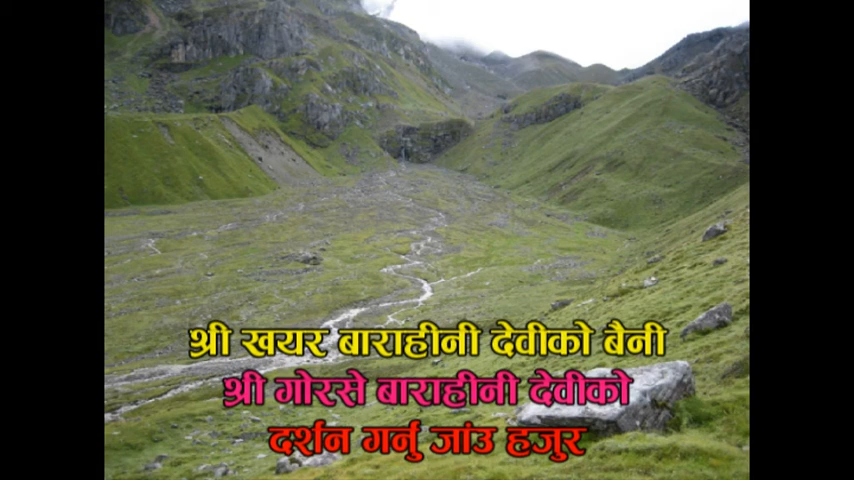 श्री खयर बाराहीनी देवीको बैनी
श्री गोरसे बाराहीनी देवीको
दर्शन गर्नु जांउ हजुर